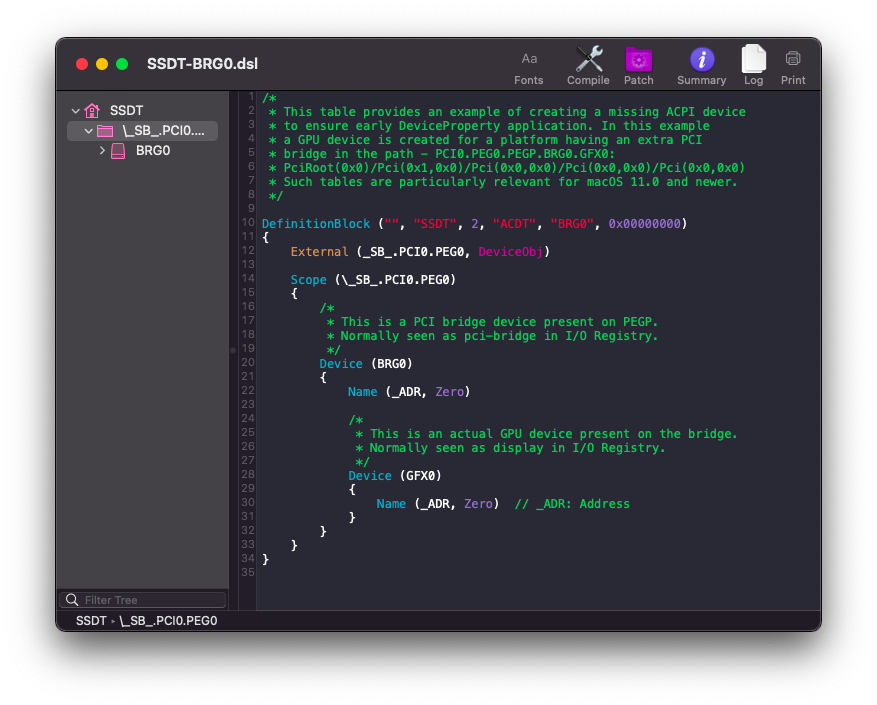 SSDT-BRG0.dsl
Aa
Fonts
Compile
Patch
Summary
Log
Print
SSDT
\_SB_.PCI0....
BRG0
1 /*
2  * This table provides an example of creating a missing ACPI device
3  * to ensure early DeviceProperty application. In this example
4  * a GPU device is created for a platform having an extra PCI
5  * bridge in the path - PCI0.PEG0.PEGP.BRG0.GFX0:
6  * PciRoot(0x0)/Pci(0x1,0x0)/Pci(0x0,0x0)/Pci(0x0,0x0)/Pci(0x0,0x0)
7  * Such tables are particularly relevant for macOS 11.0 and newer.
8  */
9
10 DefinitionBlock ("", "SSDT", 2, "ACDT", "BRG0", 0x00000000)
11 {
12     External (_SB_.PCI0.PEG0, DeviceObj)
13
14     Scope (\_SB_.PCI0.PEG0)
15     {
16         /*
17          * This is a PCI bridge device present on PEGP.
18          * Normally seen as pci-bridge in I/O Registry.
19          */
20         Device (BRG0)
21         {
22             Name (_ADR, Zero)
23
24             /*
25              * This is an actual GPU device present on the bridge.
26              * Normally seen as display in I/O Registry.
27              */
28             Device (GFX0)
29             {
30                 Name (_ADR, Zero)  // _ADR: Address
31             }
32         }
33     }
34 }
35
Filter Tree
SSDT ▸ \_SB_.PCI0.PEG0